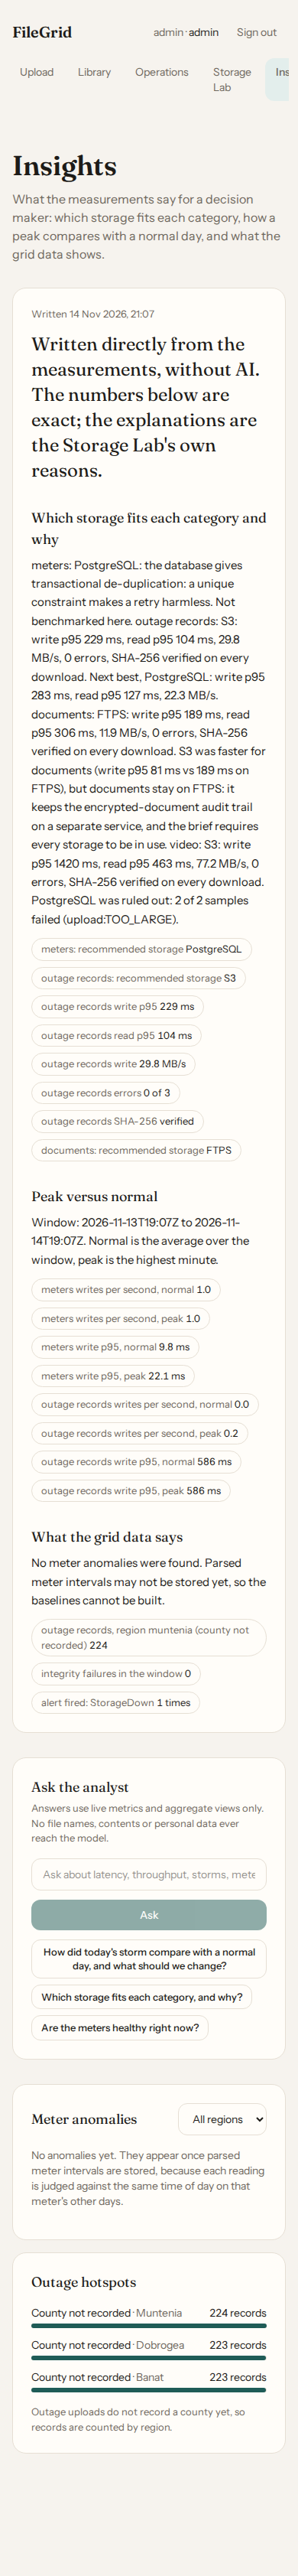 FileGrid
admin · admin
Sign out
Upload
Library
Operations
Storage
Lab
Ins
Insights
What the measurements say for a decision
maker: which storage fits each category, how a
peak compares with a normal day, and what the
grid data shows.
Written 14 Nov 2026, 21:07
Written directly from the
measurements, without AI.
The numbers below are
exact; the explanations are
the Storage Lab's own
reasons.
Which storage fits each category and
why
meters: PostgreSQL: the database gives
transactional de-duplication: a unique
constraint makes a retry harmless. Not
benchmarked here. outage records: S3:
write p95 229 ms, read p95 104 ms, 29.8
MB/s, 0 errors, SHA-256 verified on every
download. Next best, PostgreSQL: write p95
283 ms, read p95 127 ms, 22.3 MB/s.
documents: FTPS: write p95 189 ms, read
p95 306 ms, 11.9 MB/s, 0 errors, SHA-256
verified on every download. S3 was faster for
documents (write p95 81 ms vs 189 ms on
FTPS), but documents stay on FTPS: it
keeps the encrypted-document audit trail
on a separate service, and the brief requires
every storage to be in use. video: S3: write
p95 1420 ms, read p95 463 ms, 77.2 MB/s, 0
errors, SHA-256 verified on every download.
PostgreSQL was ruled out: 2 of 2 samples
failed (upload:TOO_LARGE).
meters: recommended storage PostgreSQL
outage records: recommended storage S3
outage records write p95 229 ms
outage records read p95 104 ms
outage records write 29.8 MB/s
outage records errors 0 of 3
outage records SHA-256 verified
documents: recommended storage FTPS
Peak versus normal
Window: 2026-11-13T19:07Z to 2026-11-
14T19:07Z. Normal is the average over the
window, peak is the highest minute.
meters writes per second, normal 1.0
meters writes per second, peak 1.0
meters write p95, normal 9.8 ms
meters write p95, peak 22.1 ms
outage records writes per second, normal 0.0
outage records writes per second, peak 0.2
outage records write p95, normal 586 ms
outage records write p95, peak 586 ms
What the grid data says
No meter anomalies were found. Parsed
meter intervals may not be stored yet, so the
baselines cannot be built.
outage records, region muntenia (county not
recorded) 224
integrity failures in the window 0
alert fired: StorageDown 1 times
Ask the analyst
Answers use live metrics and aggregate views only.
No file names, contents or personal data ever
reach the model.
Ask about latency, throughput, storms, mete
Ask
How did today's storm compare with a normal
day, and what should we change?
Which storage fits each category, and why?
Are the meters healthy right now?
Meter anomalies
All regions
No anomalies yet. They appear once parsed
meter intervals are stored, because each reading
is judged against the same time of day on that
meter's other days.
Outage hotspots
County not recorded · Muntenia 224 records
County not recorded · Dobrogea 223 records
County not recorded · Banat 223 records
Outage uploads do not record a county yet, so
records are counted by region.